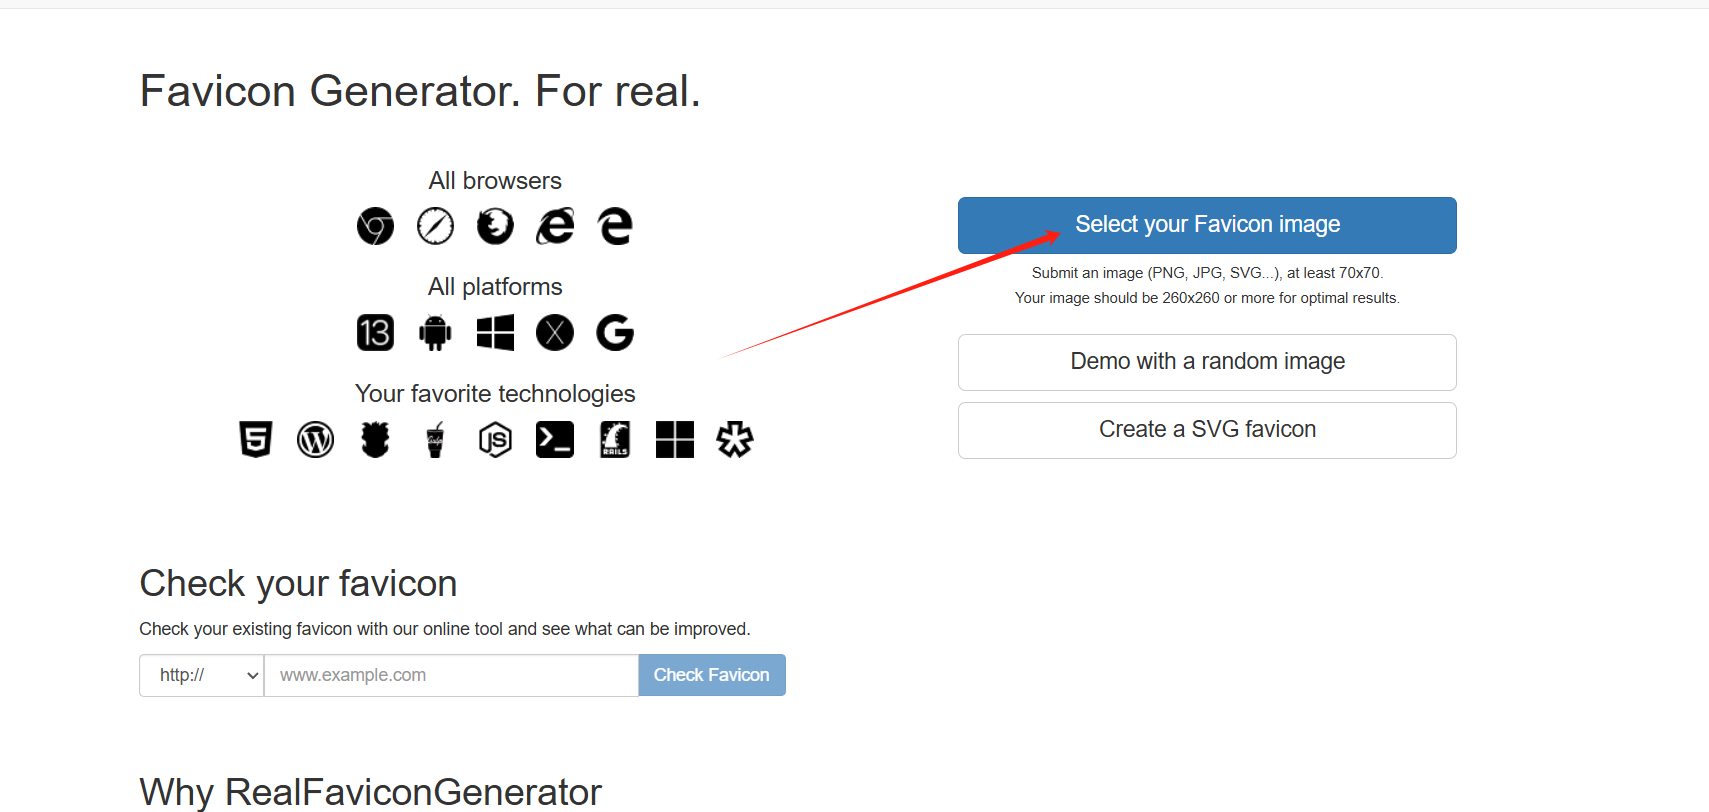 Favicon Generator. For real.
All browsers
All platforms
13
X
G
Your favorite technologies
5
W
Gulp
JS
RAILS
Select your Favicon image
Submit an image (PNG, JPG, SVG...), at least 70x70.
Your image should be 260x260 or more for optimal results.
Demo with a random image
Create a SVG favicon
Check your favicon
Check your existing favicon with our online tool and see what can be improved.
http:// www.example.com Check Favicon
Why RealFaviconGenerator